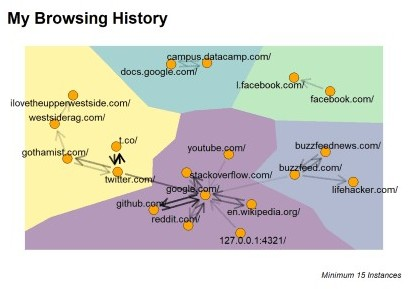 My Browsing History
campus.datacamp.com/
docs.google.com/
l.facebook.com/
facebook.com/
ilovetheupperwestside.com/
westsiderag.com/
t.co/
gothamist.com/
youtube.com/
buzzfeednews.com/
twitter.com/
stackoverflow.com/
buzzfeed.com/
google.com/
lifehacker.com/
github.com/
en.wikipedia.org/
reddit.com/
127.0.0.1:4321/
Minimum 15 Instances